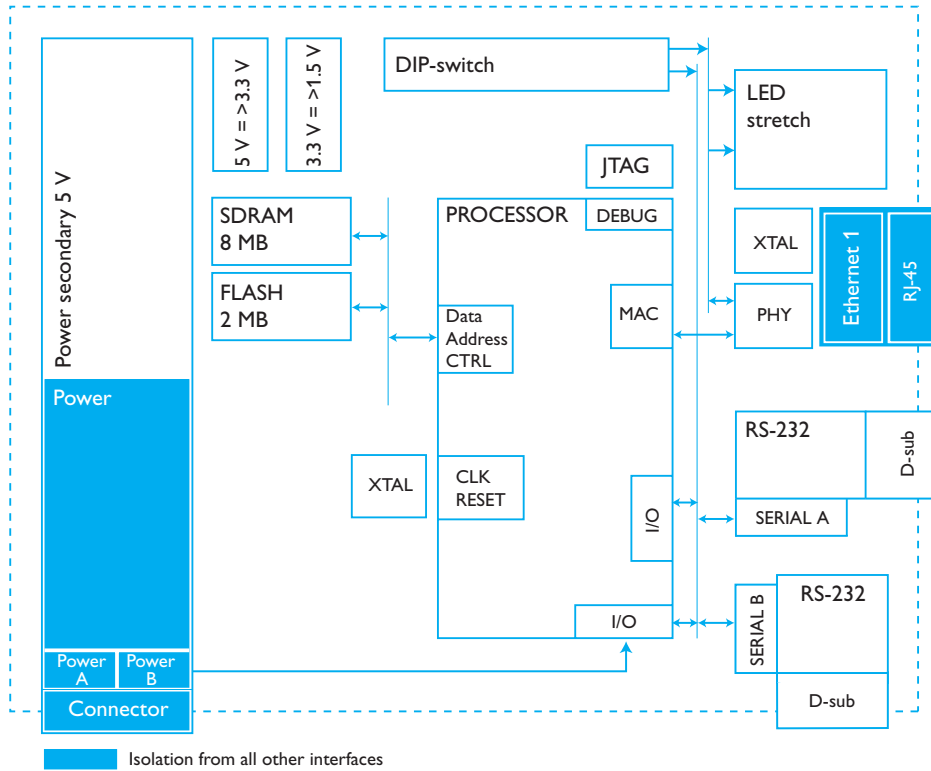 Power secondary 5 V
5 V = >3.3 V
3.3 V = >1.5 V
DIP-switch
LED
stretch
JTAG
SDRAM
8 MB
FLASH
2 MB
PROCESSOR
DEBUG
MAC
Data
Address
CTRL
XTAL
PHY
Ethernet 1
RJ-45
Power
XTAL
CLK
RESET
I/O
RS-232
D-sub
SERIAL A
I/O
SERIAL B
RS-232
D-sub
Power
A
Power
B
Connector
Isolation from all other interfaces